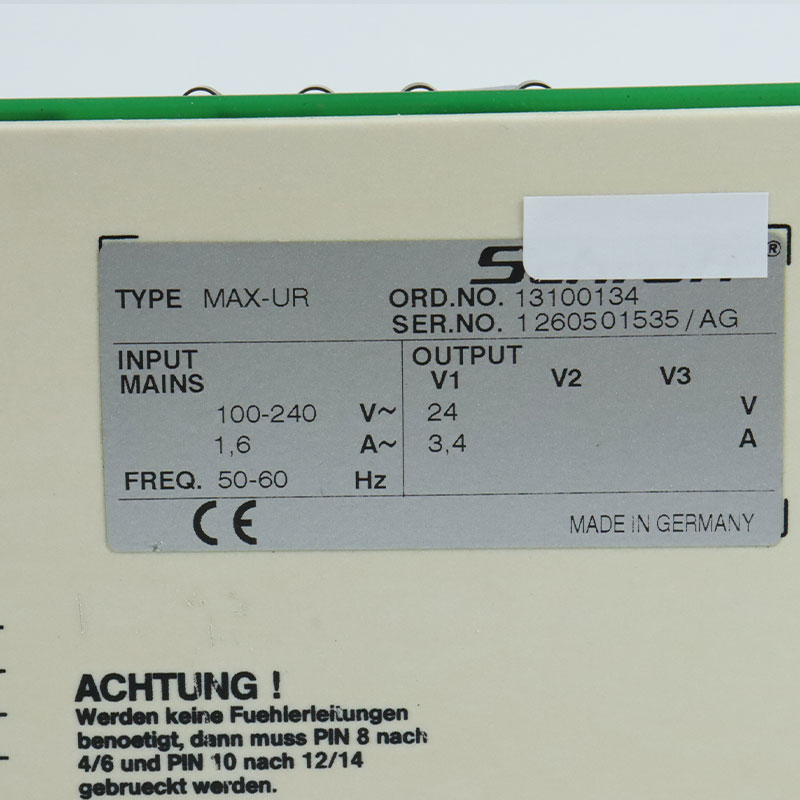 ®
TYPE MAX-UR ORD.NO. 13100134
SER.NO. 1260501535/AG
INPUT OUTPUT
MAINS V1 V2 V3
100-240 V~ 24 V
1,6 A~ 3,4 A
FREQ. 50-60 Hz
CE MADE IN GERMANY
ACHTUNG !
Werden keine Fuehlerleitungen
benoetigt, dann muss PIN 8 nach
4/6 und PIN 10 nach 12/14
gebrueckt werden.